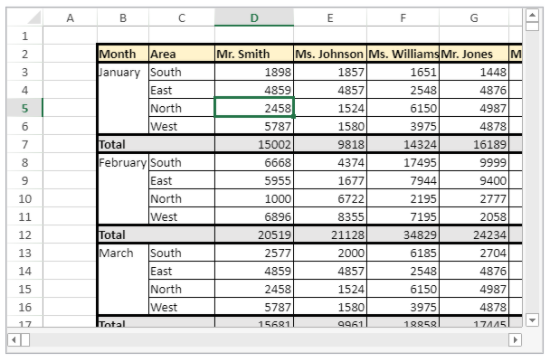 A B C D E F G
1
2 Month Area Mr. Smith Ms. Johnson Ms. Williams Mr. Jones M
3 January South 1898 1857 1651 1448
4 East 4859 4857 2548 4876
5 North 2458 1524 6150 4987
6 West 5787 1580 3975 4878
7 Total 15002 9818 14324 16189
8 February South 6668 4374 17495 9999
9 East 5955 1677 7944 9400
10 North 1000 6722 2195 2777
11 West 6896 8355 7195 2058
12 Total 20519 21128 34829 24234
13 March South 2577 2000 6185 2704
14 East 4859 4857 2548 4876
15 North 2458 1524 6150 4987
16 West 5787 1580 3975 4878
17 Total 15681 9961 18858 17445